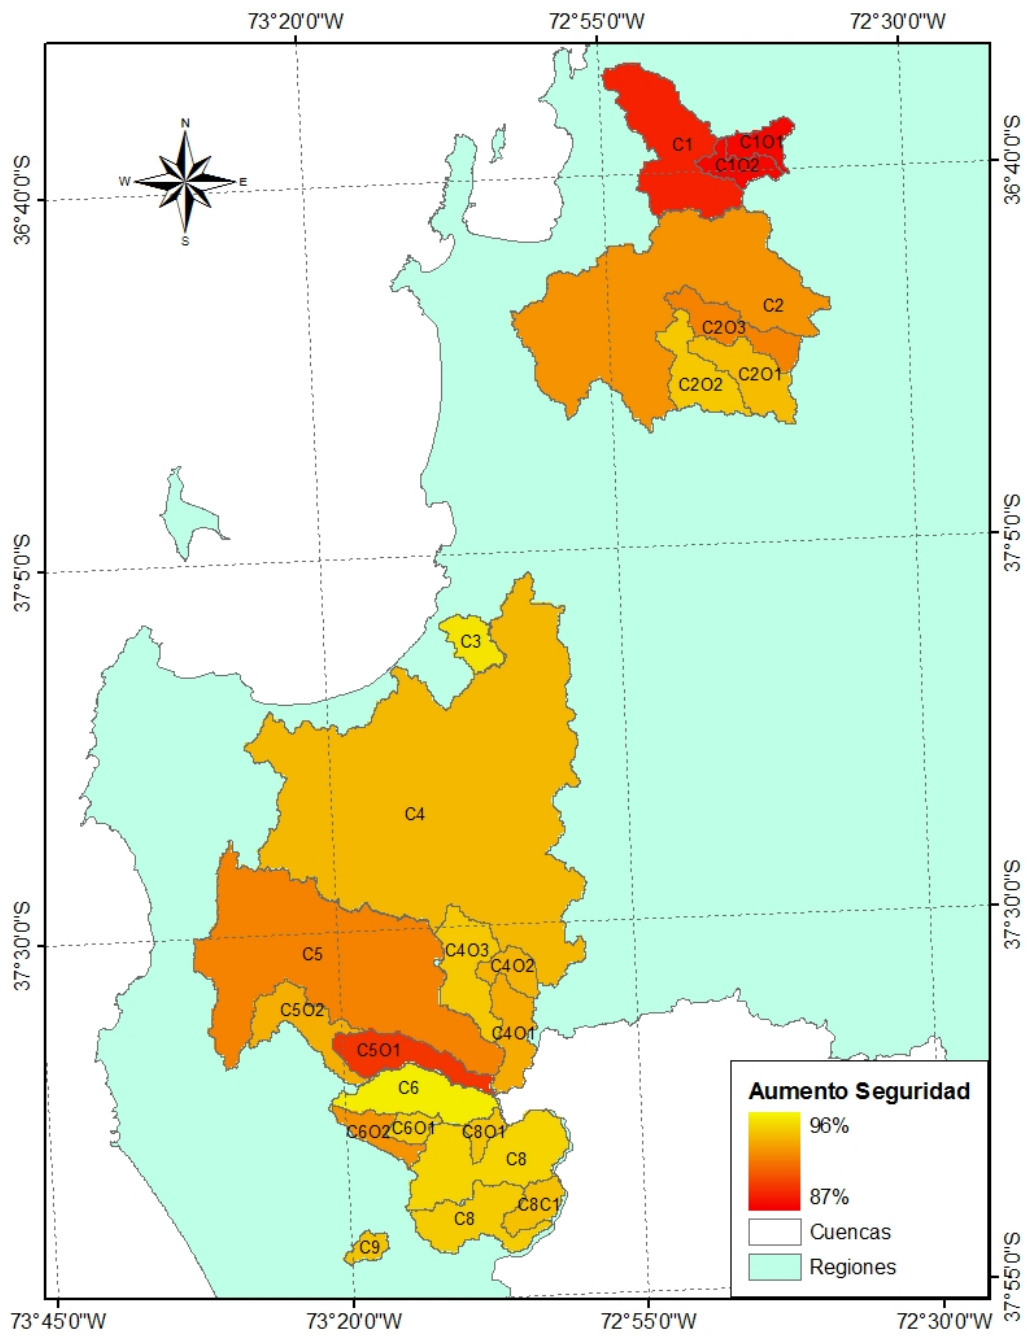 73°20'0"W 72°55'0"W 72°30'0"W
N
W E
S
36°40'0"S
36°40'0"S
37°5'0"S
37°5'0"S
37°30'0"S
37°30'0"S
37°55'0"S
C1
C1O1
C1O2
C2
C2O3
C2O1
C2O2
C3
C4
C4O3
C4O2
C4O1
C5
C5O2
C5O1
C6
C6O2
C6O1
C8O1
C8
C8C1
C8
C9
Aumento Seguridad
96%
87%
Cuencas
Regiones
73°45'0"W 73°20'0"W 72°55'0"W 72°30'0"W